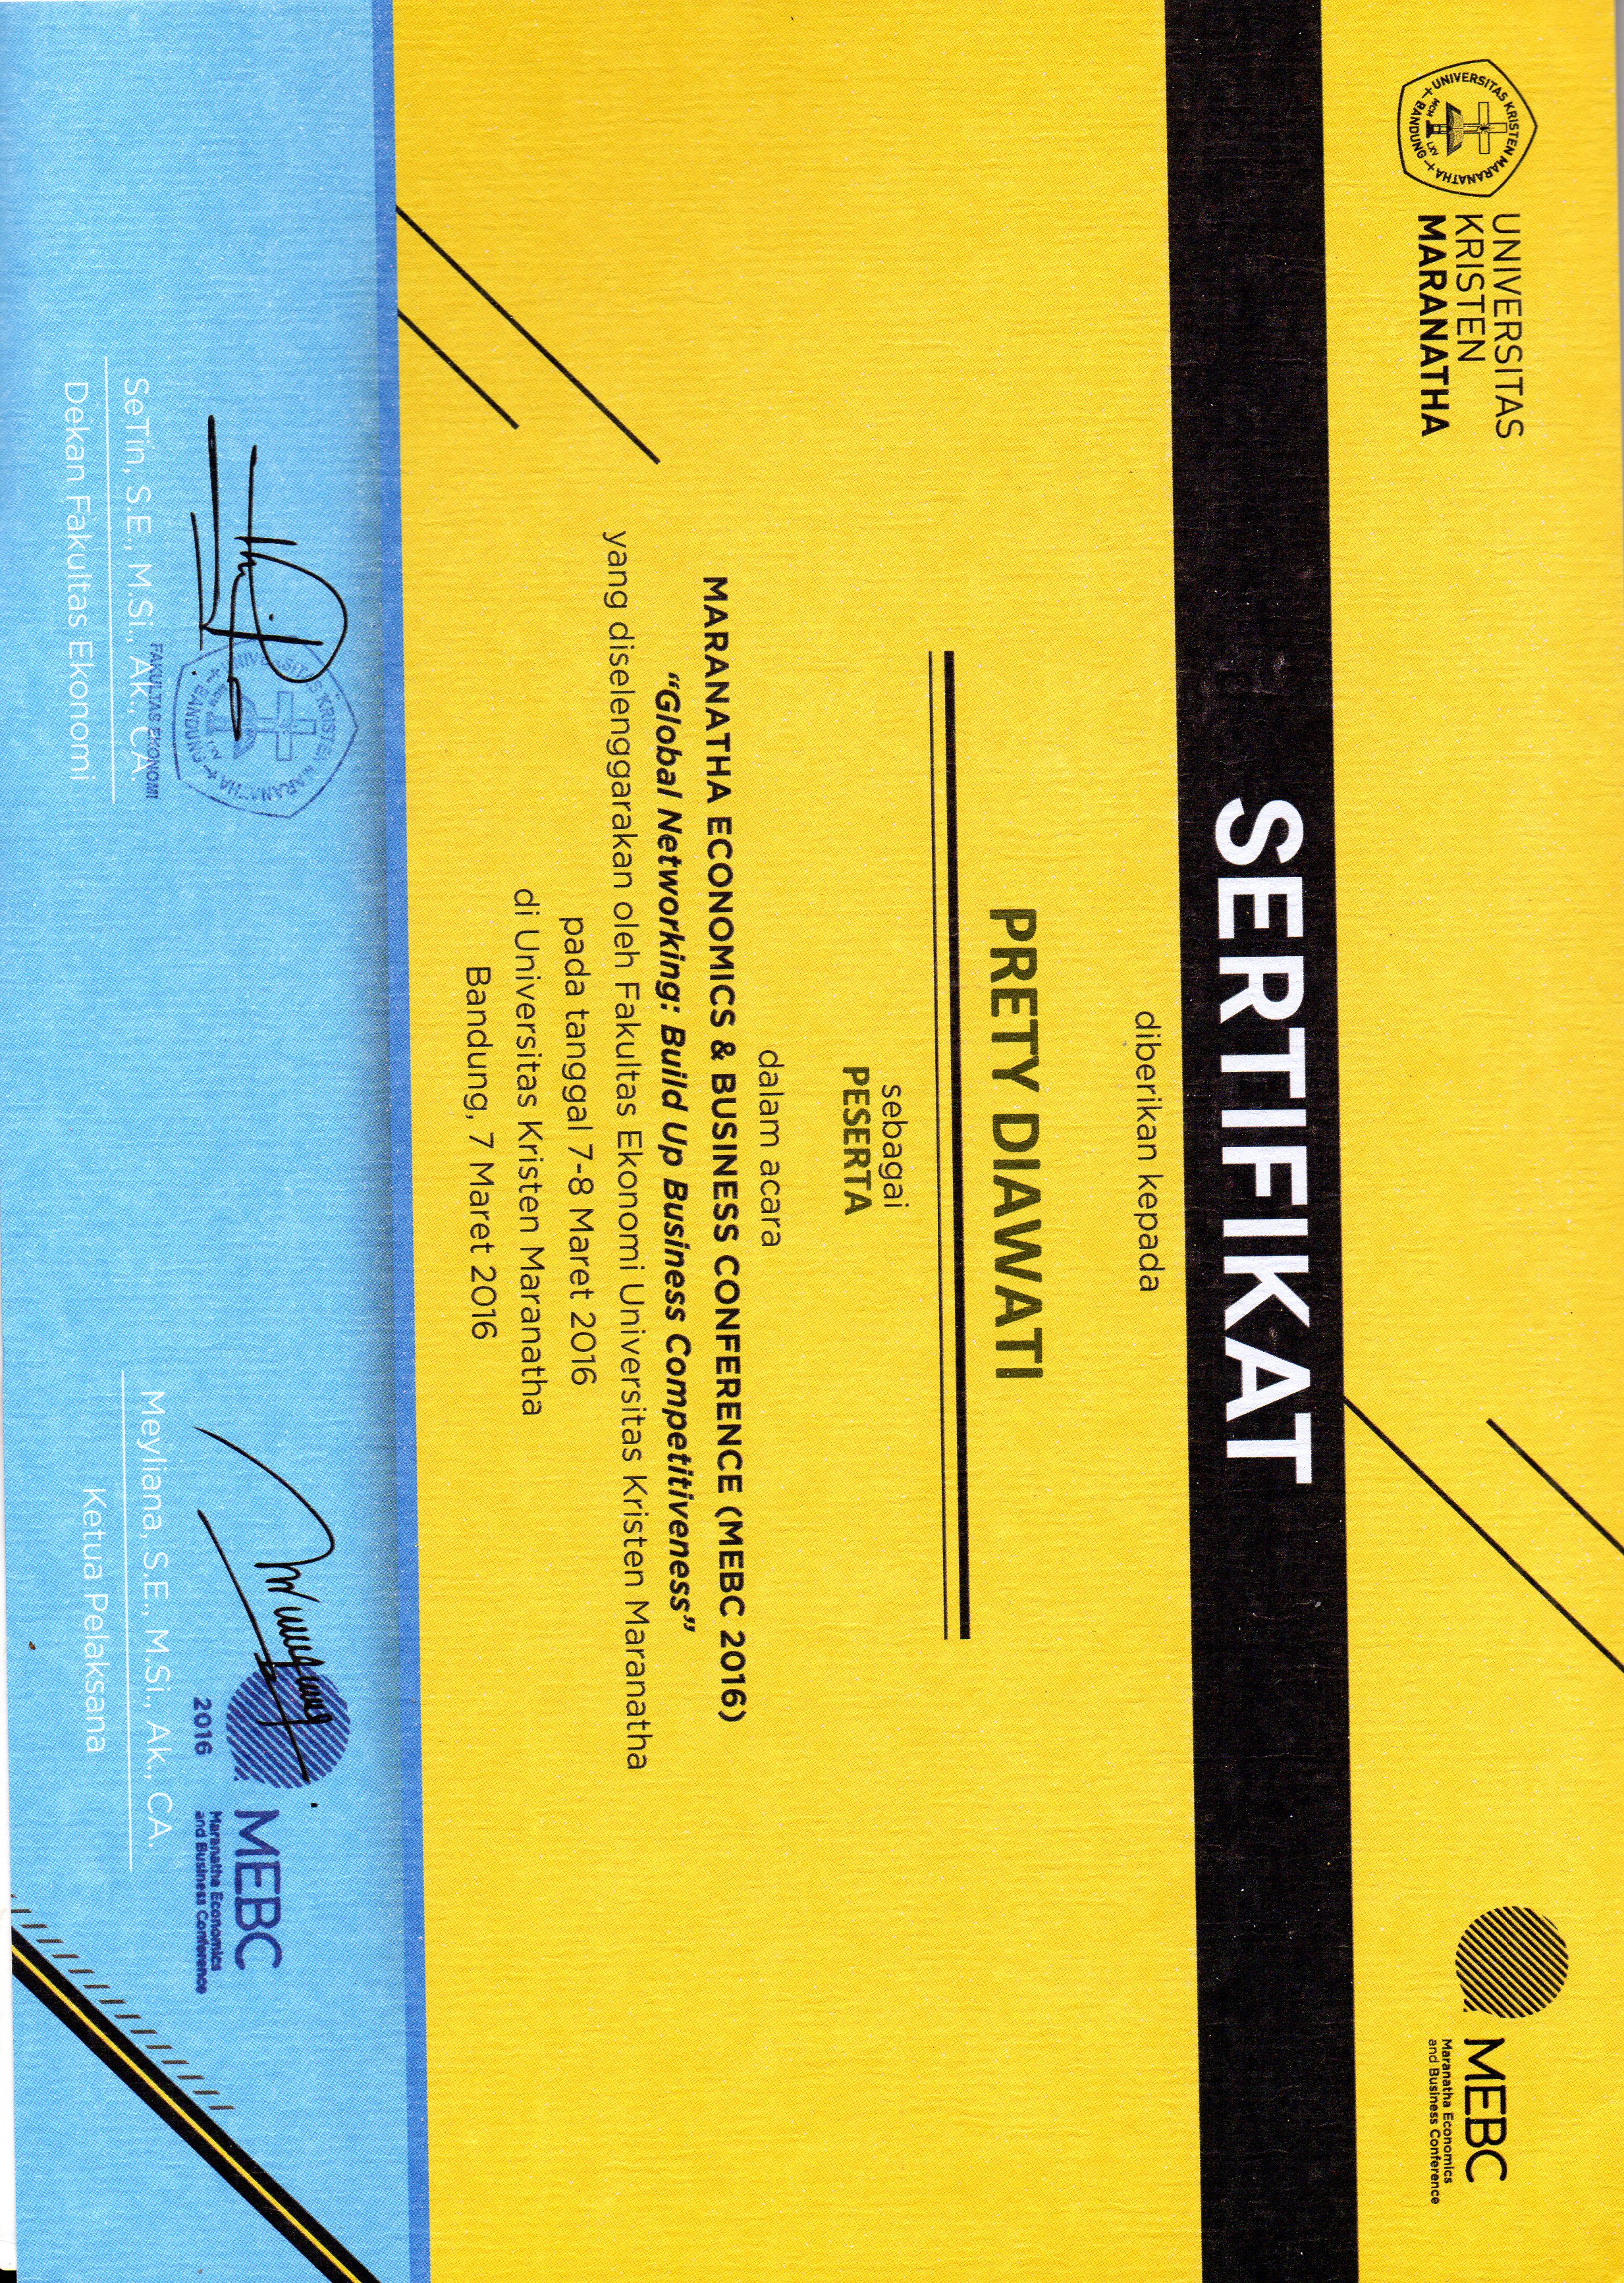 UNIVERSITAS KRISTEN MARANATHA
BANDUNG
MCM LXV
UNIVERSITAS
KRISTEN
MARANATHA
MEBC
Maranatha Economics
and Business Conference
SERTIFIKAT
diberikan kepada
PRETY DIAWATI
sebagai
PESERTA
dalam acara
MARANATHA ECONOMICS & BUSINESS CONFERENCE (MEBC 2016)
“Global Networking: Build Up Business Competitiveness”
yang diselenggarakan oleh Fakultas Ekonomi Universitas Kristen Maranatha
pada tanggal 7-8 Maret 2016
di Universitas Kristen Maranatha
Bandung, 7 Maret 2016
UNIVERSITAS KRISTEN MARANATHA
BANDUNG
MCM LXV
FAKULTAS EKONOMI
SeTin, S.E., M.Si., Ak., CA.
Dekan Fakultas Ekonomi
2016
MEBC
Maranatha Economics
and Business Conference
Meyliana, S.E., M.Si., Ak., CA.
Ketua Pelaksana